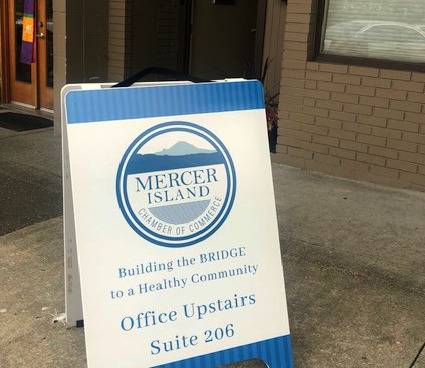 MERCER
ISLAND
CHAMBER OF COMMERCE
Building the BRIDGE
to a Healthy Community
Office Upstairs
Suite 206